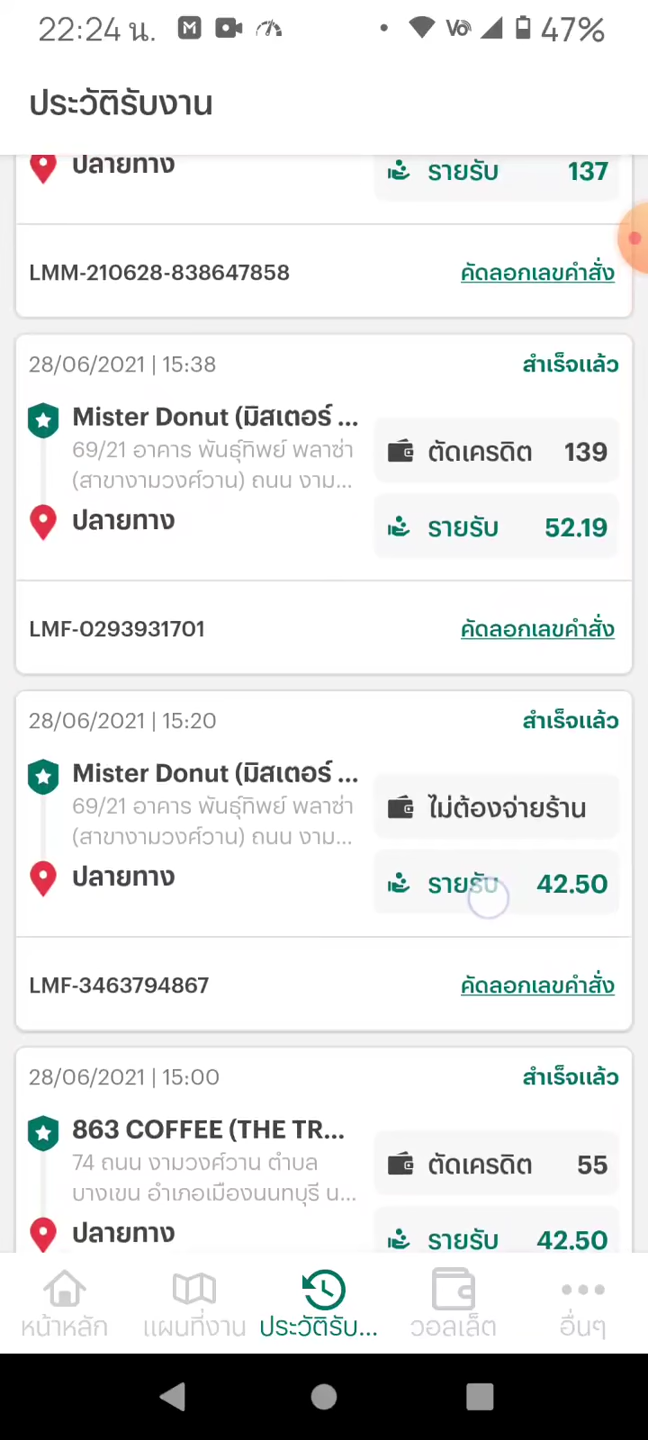 22:24 น. 47%
ประวัติรับงาน
ปลายทาง
รายรับ 137
LMM-210628-838647858 คัดลอกเลขคำสั่ง
28/06/2021 | 15:38 สำเร็จแล้ว
Mister Donut (มิสเตอร์ ...
69/21 อาคาร พันธุ์ทิพย์ พลาซ่า
(สาขางามวงศ์วาน) ถนน งาม...
ตัดเครดิต 139
ปลายทาง
รายรับ 52.19
LMF-0293931701 คัดลอกเลขคำสั่ง
28/06/2021 | 15:20 สำเร็จแล้ว
Mister Donut (มิสเตอร์ ...
69/21 อาคาร พันธุ์ทิพย์ พลาซ่า
(สาขางามวงศ์วาน) ถนน งาม...
ไม่ต้องจ่ายร้าน
ปลายทาง
รายรับ 42.50
LMF-3463794867 คัดลอกเลขคำสั่ง
28/06/2021 | 15:00 สำเร็จแล้ว
863 COFFEE (THE TR...
74 ถนน งามวงศ์วาน ตำบล
บางเขน อำเภอเมืองนนทบุรี น...
ตัดเครดิต 55
ปลายทาง
รายรับ 42.50
หน้าหลัก แผนที่งาน ประวัติรับ... วอลเล็ต อื่นๆ